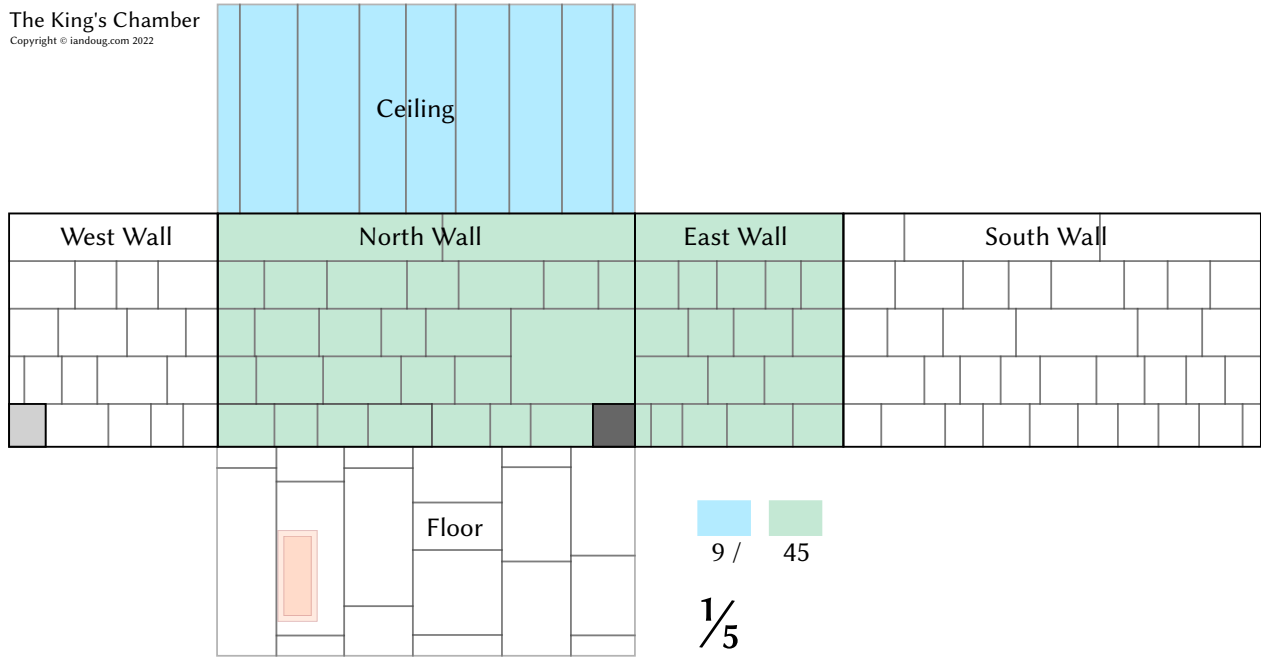 The King's Chamber
Copyright © iandoug.com 2022
Ceiling
West Wall
North Wall
East Wall
South Wall
Floor
9 / 45
⅕